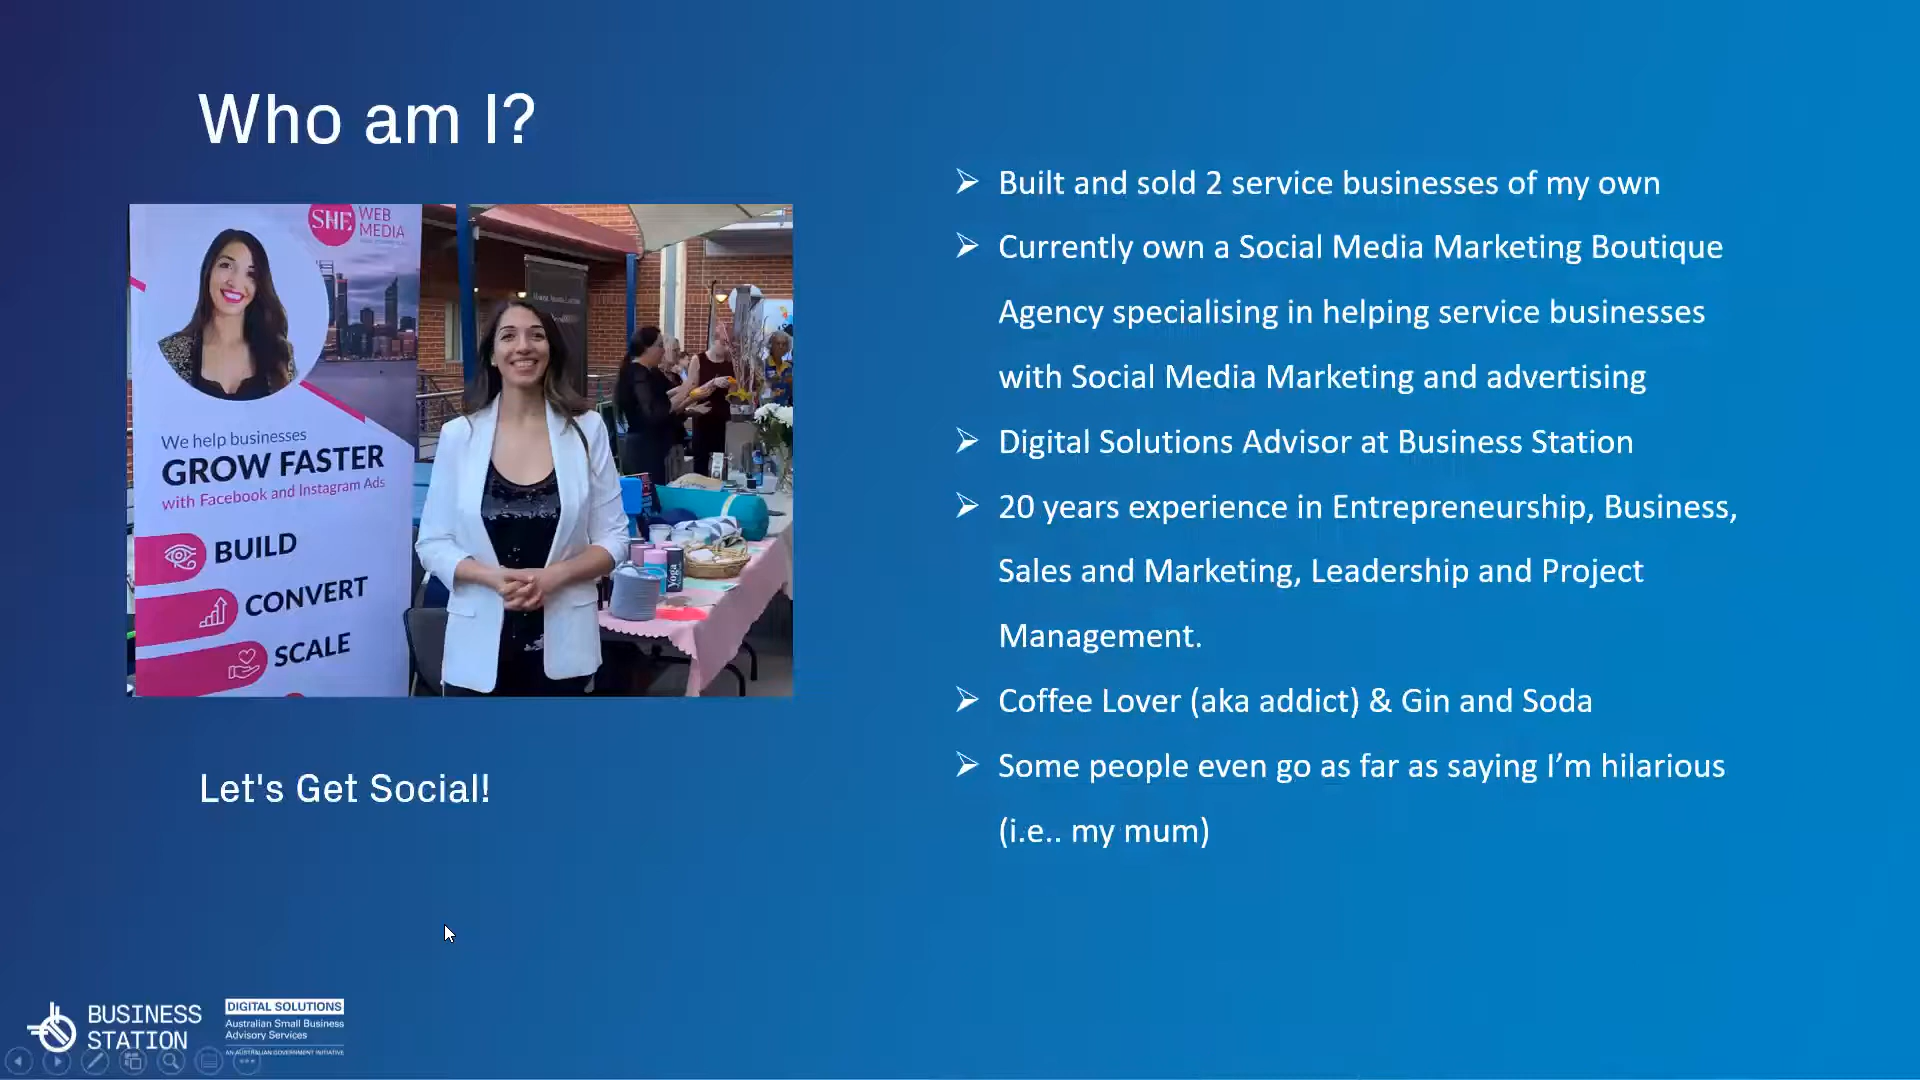 Who am I?
SHE WEB
MEDIA
We help businesses
GROW FASTER
with Facebook and Instagram Ads
BUILD
CONVERT
SCALE
Yoga
Let's Get Social!
Built and sold 2 service businesses of my own
Currently own a Social Media Marketing Boutique
Agency specialising in helping service businesses
with Social Media Marketing and advertising
Digital Solutions Advisor at Business Station
20 years experience in Entrepreneurship, Business,
Sales and Marketing, Leadership and Project
Management.
Coffee Lover (aka addict) & Gin and Soda
Some people even go as far as saying I’m hilarious
(i.e.. my mum)
BUSINESS
STATION
DIGITAL SOLUTIONS
Australian Small Business
Advisory Services
AN AUSTRALIAN GOVERNMENT INITIATIVE